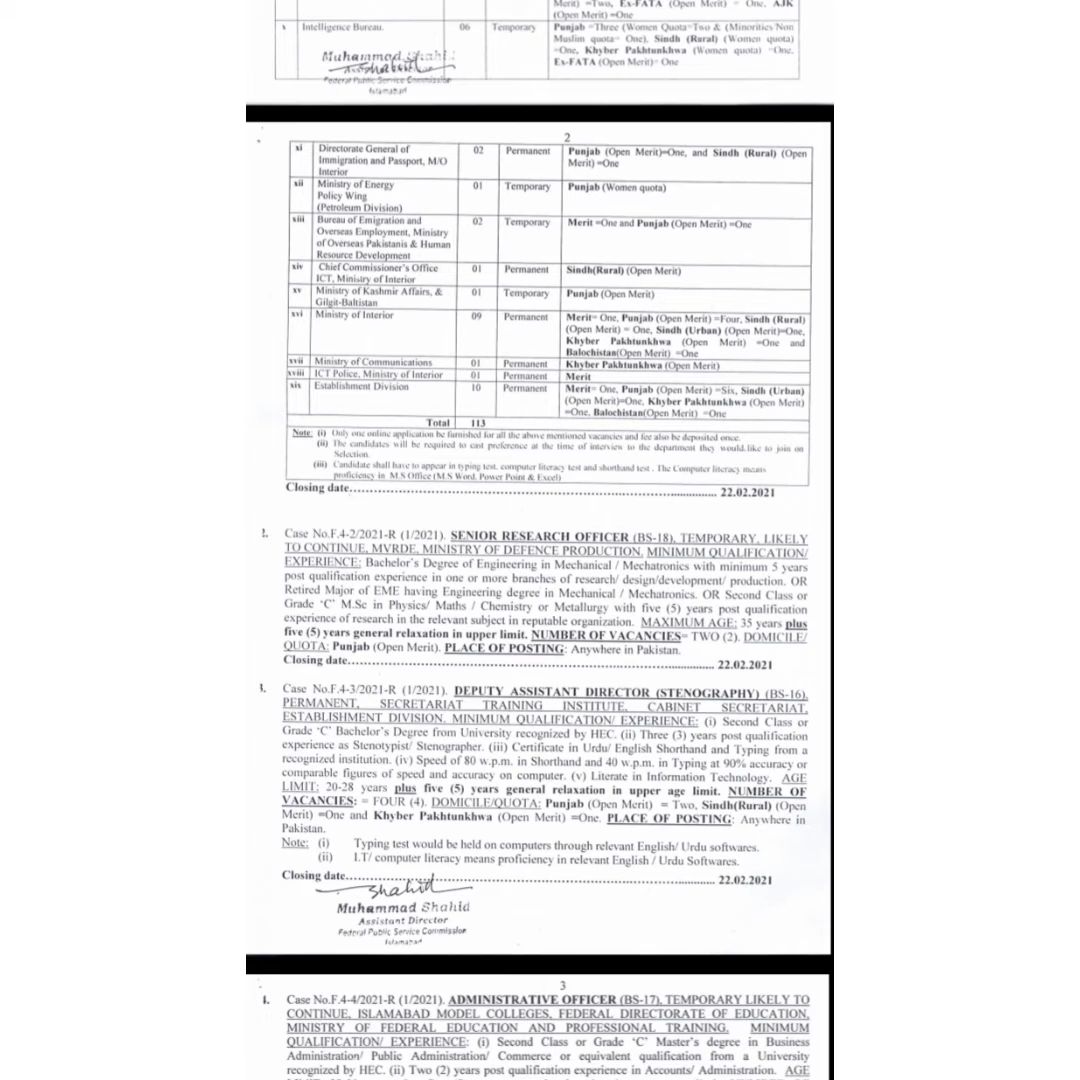 Merit) =Two, Ex-FATA (Open Merit) = One, AJK
(Open Merit) =One
x Intelligence Bureau. 06 Temporary Punjab =Three (Women Quota=Two & (Minorities/Non
Muslim quota= One), Sindh (Rural) (Women quota)
=One, Khyber Pakhtunkhwa (Women quota) =One,
Ex-FATA (Open Merit)= One
Muhammad Shahid
Federal Public Service Commission
Islamabad
2
xi Directorate General of 02 Permanent Punjab (Open Merit)=One, and Sindh (Rural) (Open
Immigration and Passport, M/O Merit) =One
Interior
xii Ministry of Energy 01 Temporary Punjab (Women quota)
Policy Wing
(Petroleum Division)
xiii Bureau of Emigration and 02 Temporary Merit =One and Punjab (Open Merit) =One
Overseas Employment, Ministry
of Overseas Pakistanis & Human
Resource Development
xiv Chief Commissioner's Office 01 Permanent Sindh(Rural) (Open Merit)
ICT, Ministry of Interior
xv Ministry of Kashmir Affairs, & 01 Temporary Punjab (Open Merit)
Gilgit-Baltistan
xvi Ministry of Interior 09 Permanent Merit= One, Punjab (Open Merit) =Four, Sindh (Rural)
(Open Merit) = One, Sindh (Urban) (Open Merit)=One,
Khyber Pakhtunkhwa (Open Merit) =One and
Balochistan(Open Merit) =One
xvii Ministry of Communications 01 Permanent Khyber Pakhtunkhwa (Open Merit)
xviii ICT Police, Ministry of Interior 01 Permanent Merit
xix Establishment Division 10 Permanent Merit= One, Punjab (Open Merit) =Six, Sindh (Urban)
(Open Merit)=One, Khyber Pakhtunkhwa (Open Merit)
=One, Balochistan(Open Merit) =One
Total 113
Note: (i) Only one online application be furnished for all the above mentioned vacancies and fee also be deposited once.
(ii) The candidates will be required to cast preference at the time of interview to the department they would like to join on
Selection.
(iii) Candidate shall have to appear in typing test, computer literacy test and shorthand test . The Computer literacy means
proficiency in M.S Office (M.S Word, Power Point & Excel)
Closing date........................................................................ 22.02.2021
2. Case No.F.4-2/2021-R (1/2021). SENIOR RESEARCH OFFICER (BS-18), TEMPORARY, LIKELY
TO CONTINUE, MVRDE, MINISTRY OF DEFENCE PRODUCTION. MINIMUM QUALIFICATION/
EXPERIENCE: Bachelor's Degree of Engineering in Mechanical / Mechatronics with minimum 5 years
post qualification experience in one or more branches of research/ design/development/ production. OR
Retired Major of EME having Engineering degree in Mechanical / Mechatronics. OR Second Class or
Grade 'C' M.Sc in Physics/ Maths / Chemistry or Metallurgy with five (5) years post qualification
experience of research in the relevant subject in reputable organization. MAXIMUM AGE: 35 years plus
five (5) years general relaxation in upper limit. NUMBER OF VACANCIES= TWO (2). DOMICILE/
QUOTA: Punjab (Open Merit). PLACE OF POSTING: Anywhere in Pakistan.
Closing date........................................................................ 22.02.2021
3. Case No.F.4-3/2021-R (1/2021). DEPUTY ASSISTANT DIRECTOR (STENOGRAPHY) (BS-16),
PERMANENT, SECRETARIAT TRAINING INSTITUTE, CABINET SECRETARIAT,
ESTABLISHMENT DIVISION. MINIMUM QUALIFICATION/ EXPERIENCE: (i) Second Class or
Grade 'C' Bachelor's Degree from University recognized by HEC. (ii) Three (3) years post qualification
experience as Stenotypist/ Stenographer. (iii) Certificate in Urdu/ English Shorthand and Typing from a
recognized institution. (iv) Speed of 80 w.p.m. in Shorthand and 40 w.p.m. in Typing at 90% accuracy or
comparable figures of speed and accuracy on computer. (v) Literate in Information Technology. AGE
LIMIT: 20-28 years plus five (5) years general relaxation in upper age limit. NUMBER OF
VACANCIES: = FOUR (4). DOMICILE/QUOTA: Punjab (Open Merit) = Two, Sindh(Rural) (Open
Merit) =One and Khyber Pakhtunkhwa (Open Merit) =One. PLACE OF POSTING: Anywhere in
Pakistan.
Note: (i) Typing test would be held on computers through relevant English/ Urdu softwares.
(ii) I.T/ computer literacy means proficiency in relevant English / Urdu Softwares.
Closing date........................................................................ 22.02.2021
Shahid
Muhammad Shahid
Assistant Director
Federal Public Service Commission
Islamabad
3
4. Case No.F.4-4/2021-R (1/2021). ADMINISTRATIVE OFFICER (BS-17), TEMPORARY LIKELY TO
CONTINUE, ISLAMABAD MODEL COLLEGES, FEDERAL DIRECTORATE OF EDUCATION,
MINISTRY OF FEDERAL EDUCATION AND PROFESSIONAL TRAINING. MINIMUM
QUALIFICATION/ EXPERIENCE: (i) Second Class or Grade 'C' Master's degree in Business
Administration/ Public Administration/ Commerce or equivalent qualification from a University
recognized by HEC. (ii) Two (2) years post qualification experience in Accounts/ Administration. AGE